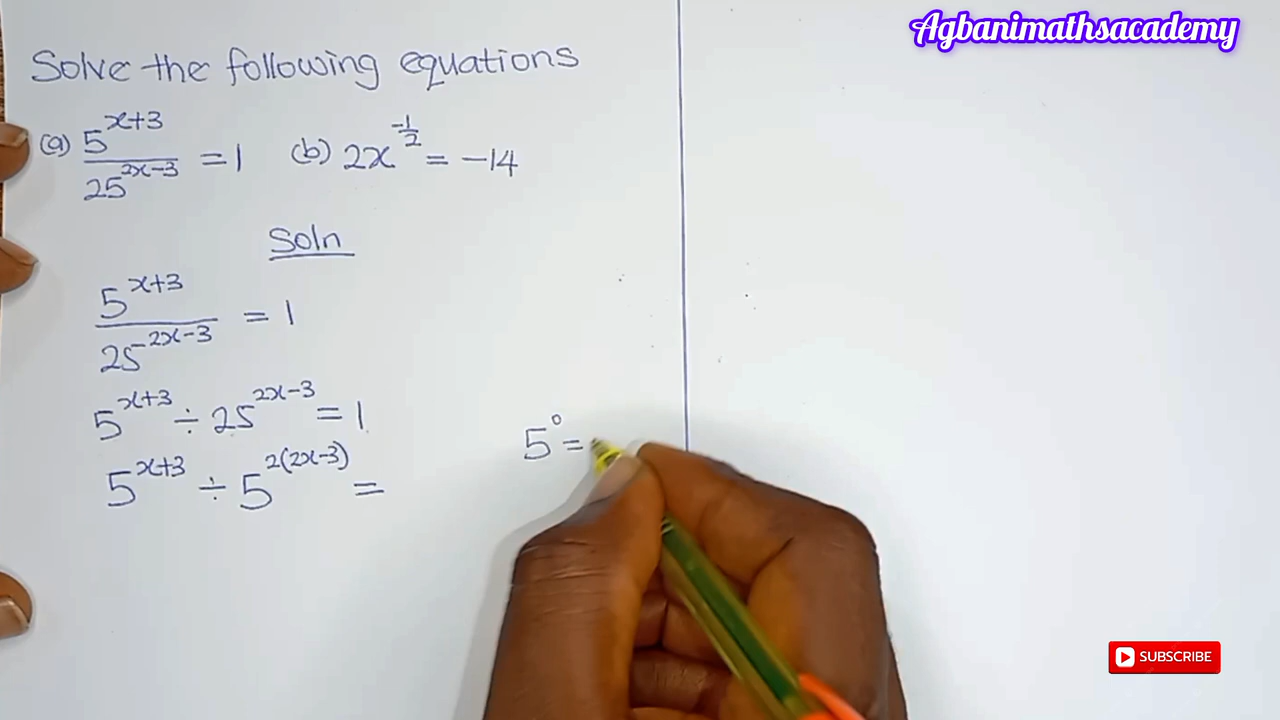 Agbanimathsacademy
Solve the following equations
(a) 5^(x+3) / 25^(2x-3) = 1 (b) 2x^(-1/2) = -14
Soln
5^(x+3) / 25^(-2x-3) = 1
5^(x+3) ÷ 25^(2x-3) = 1
5^(x+3) ÷ 5^(2(2x-3)) =
5^0 =
SUBSCRIBE